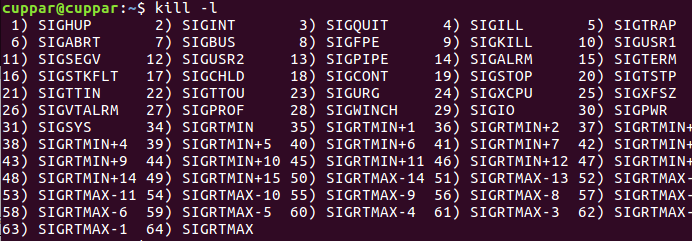 cuppar@cuppar:~$ kill -l
1) SIGHUP 2) SIGINT 3) SIGQUIT 4) SIGILL 5) SIGTRAP
6) SIGABRT 7) SIGBUS 8) SIGFPE 9) SIGKILL 10) SIGUSR1
11) SIGSEGV 12) SIGUSR2 13) SIGPIPE 14) SIGALRM 15) SIGTERM
16) SIGSTKFLT 17) SIGCHLD 18) SIGCONT 19) SIGSTOP 20) SIGTSTP
21) SIGTTIN 22) SIGTTOU 23) SIGURG 24) SIGXCPU 25) SIGXFSZ
26) SIGVTALRM 27) SIGPROF 28) SIGWINCH 29) SIGIO 30) SIGPWR
31) SIGSYS 34) SIGRTMIN 35) SIGRTMIN+1 36) SIGRTMIN+2 37) SIGRTMIN+
38) SIGRTMIN+4 39) SIGRTMIN+5 40) SIGRTMIN+6 41) SIGRTMIN+7 42) SIGRTMIN+
43) SIGRTMIN+9 44) SIGRTMIN+10 45) SIGRTMIN+11 46) SIGRTMIN+12 47) SIGRTMIN+
48) SIGRTMIN+14 49) SIGRTMIN+15 50) SIGRTMAX-14 51) SIGRTMAX-13 52) SIGRTMAX-
53) SIGRTMAX-11 54) SIGRTMAX-10 55) SIGRTMAX-9 56) SIGRTMAX-8 57) SIGRTMAX-
58) SIGRTMAX-6 59) SIGRTMAX-5 60) SIGRTMAX-4 61) SIGRTMAX-3 62) SIGRTMAX-
63) SIGRTMAX-1 64) SIGRTMAX